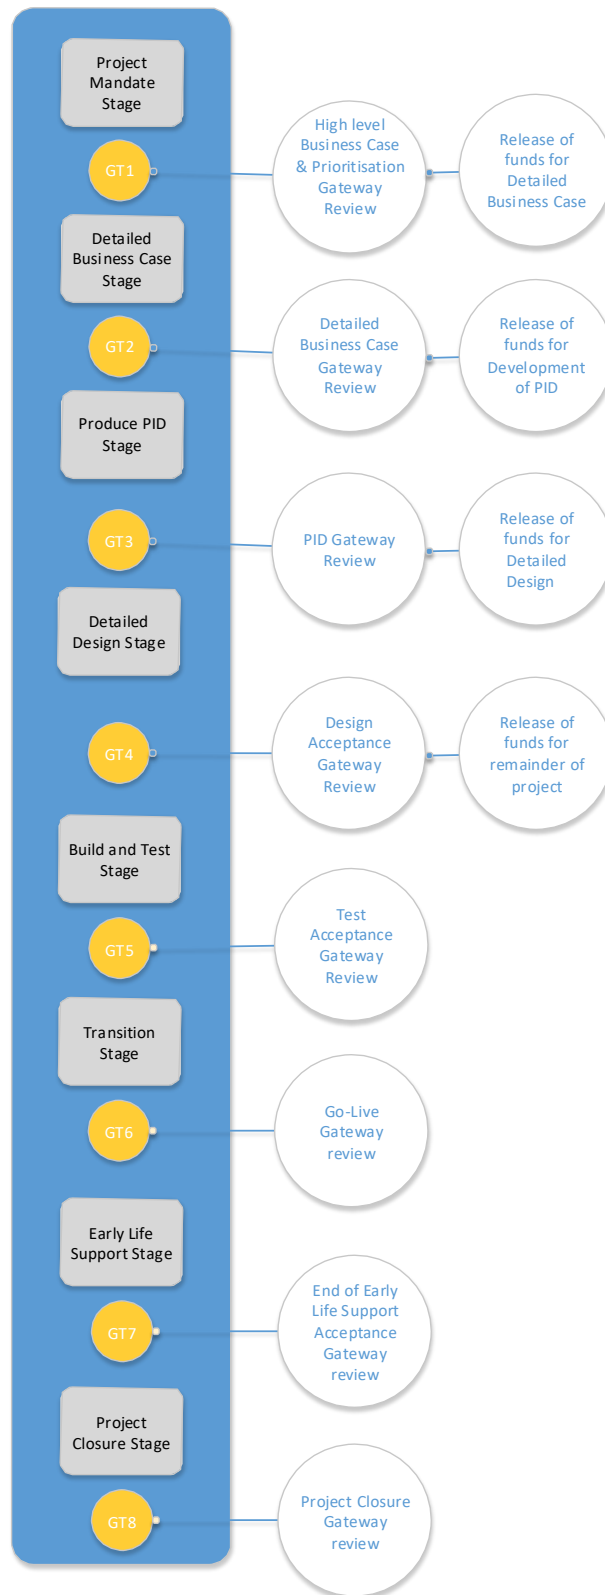 Project
Mandate
Stage
GT1
High level
Business Case
& Prioritisation
Gateway
Review
Release of
funds for
Detailed
Business Case
Detailed
Business Case
Stage
GT2
Detailed
Business Case
Gateway
Review
Release of
funds for
Development
of PID
Produce PID
Stage
GT3
PID Gateway
Review
Release of
funds for
Detailed
Design
Detailed
Design Stage
GT4
Design
Acceptance
Gateway
Review
Release of
funds for
remainder of
project
Build and Test
Stage
GT5
Test
Acceptance
Gateway
Review
Transition
Stage
GT6
Go-Live
Gateway
review
Early Life
Support Stage
GT7
End of Early
Life Support
Acceptance
Gateway
review
Project
Closure Stage
GT8
Project Closure
Gateway
review